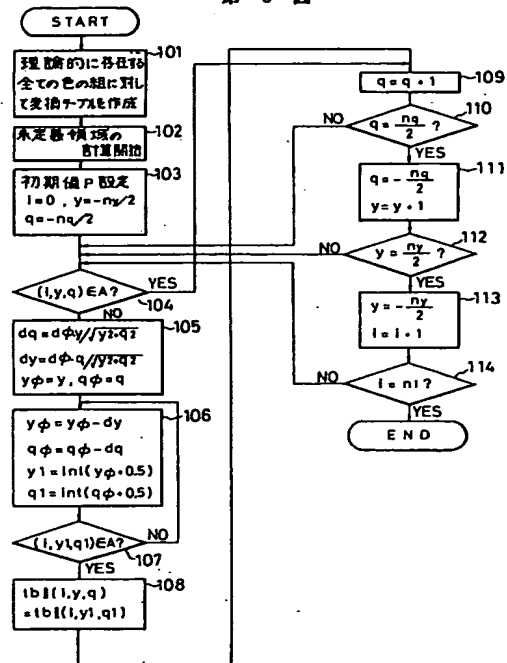 START
101
理論的に存在する
全ての色の組に対し
て変換テーブルを作成
102
未定義領域の
計算開始
103
初期値P設定
i=0, y=-ny/2
q=-nq/2
(i,y,q)∈A?
YES
104
NO
105
dq=dφ·y/√y²+q²
dy=dφ·q/√y²+q²
yφ=y, qφ=q
106
yφ=yφ-dy
qφ=qφ-dq
y1=int(yφ+0.5)
q1=int(qφ+0.5)
(i,y1,q1)∈A?
NO
107
YES
108
tbl(i,y,q)
=tbl(i,y1,q1)
109
q=q+1
110
NO
q=nq/2 ?
YES
111
q=-nq/2
y=y+1
112
NO
y=ny/2 ?
YES
113
y=-ny/2
i=i+1
114
NO
i=ni?
YES
END